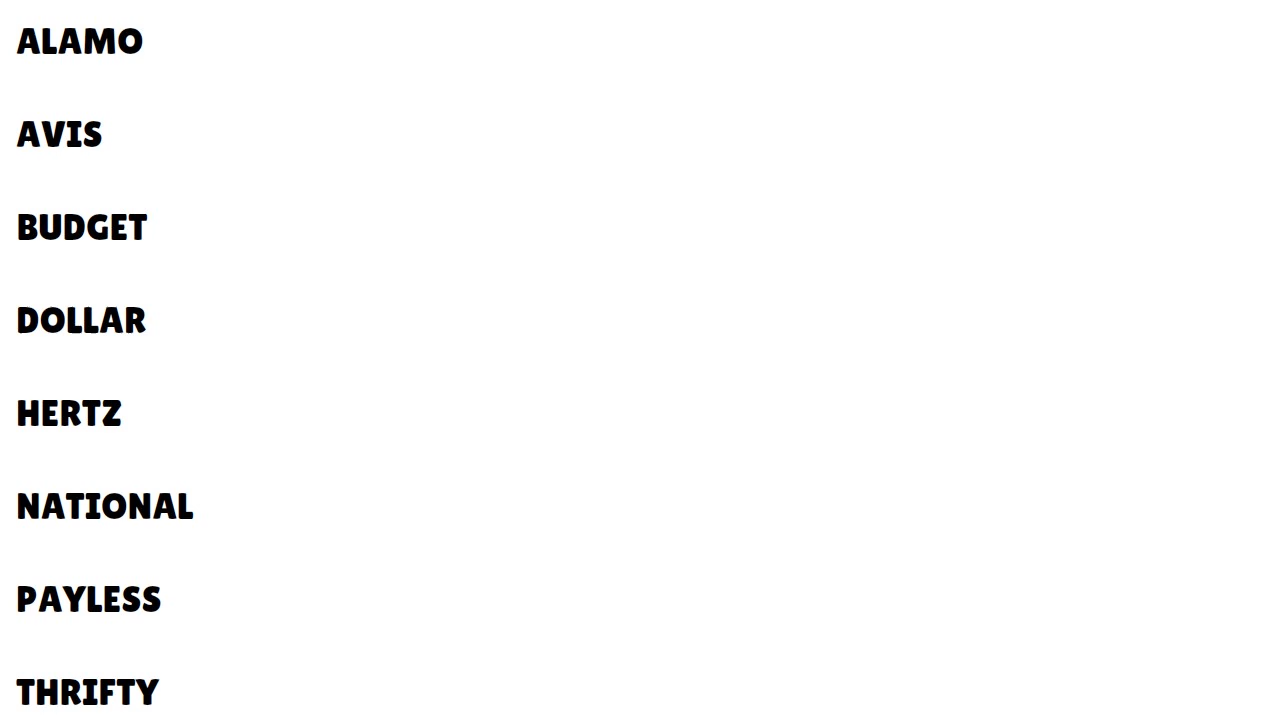 ALAMO
AVIS
BUDGET
DOLLAR
HERTZ
NATIONAL
PAYLESS
THRIFTY